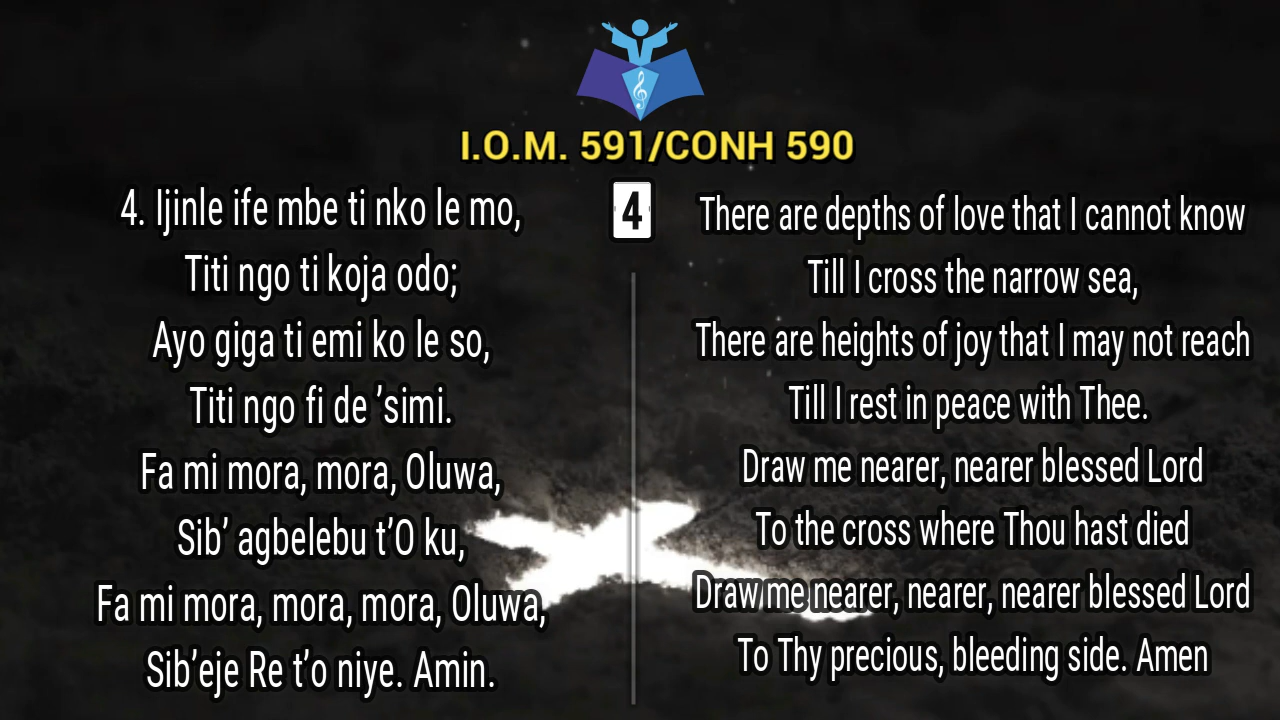 I.O.M. 591/CONH 590
4. Ijinle ife mbe ti nko le mo,
Titi ngo ti koja odo;
Ayo giga ti emi ko le so,
Titi ngo fi de ’simi.
Fa mi mora, mora, Oluwa,
Sib’ agbelebu t’O ku,
Fa mi mora, mora, mora, Oluwa,
Sib’eje Re t’o niye. Amin.
4
There are depths of love that I cannot know
Till I cross the narrow sea,
There are heights of joy that I may not reach
Till I rest in peace with Thee.
Draw me nearer, nearer blessed Lord
To the cross where Thou hast died
Draw me nearer, nearer, nearer blessed Lord
To Thy precious, bleeding side. Amen